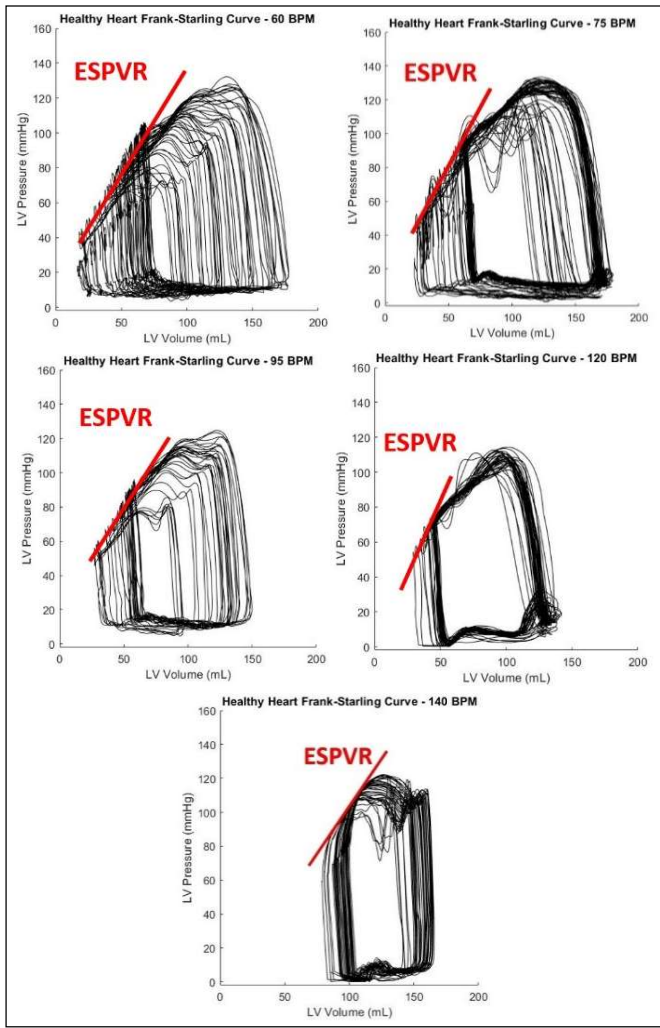 Healthy Heart Frank-Starling Curve - 60 BPM
160
140
120
100
80
60
40
20
0
LV Pressure (mmHg)
ESPVR
0 50 100 150 200
LV Volume (mL)
Healthy Heart Frank-Starling Curve - 75 BPM
160
140
120
100
80
60
40
20
0
LV Pressure (mmHg)
ESPVR
0 50 100 150 200
LV Volume (mL)
Healthy Heart Frank-Starling Curve - 95 BPM
160
140
120
100
80
60
40
20
0
LV Pressure (mmHg)
ESPVR
0 50 100 150 200
LV Volume (mL)
Healthy Heart Frank-Starling Curve - 120 BPM
160
140
120
100
80
60
40
20
0
LV Pressure (mmHg)
ESPVR
0 50 100 150 200
LV Volume (mL)
Healthy Heart Frank-Starling Curve - 140 BPM
160
140
120
100
80
60
40
20
0
LV Pressure (mmHg)
ESPVR
0 50 100 150 200
LV Volume (mL)